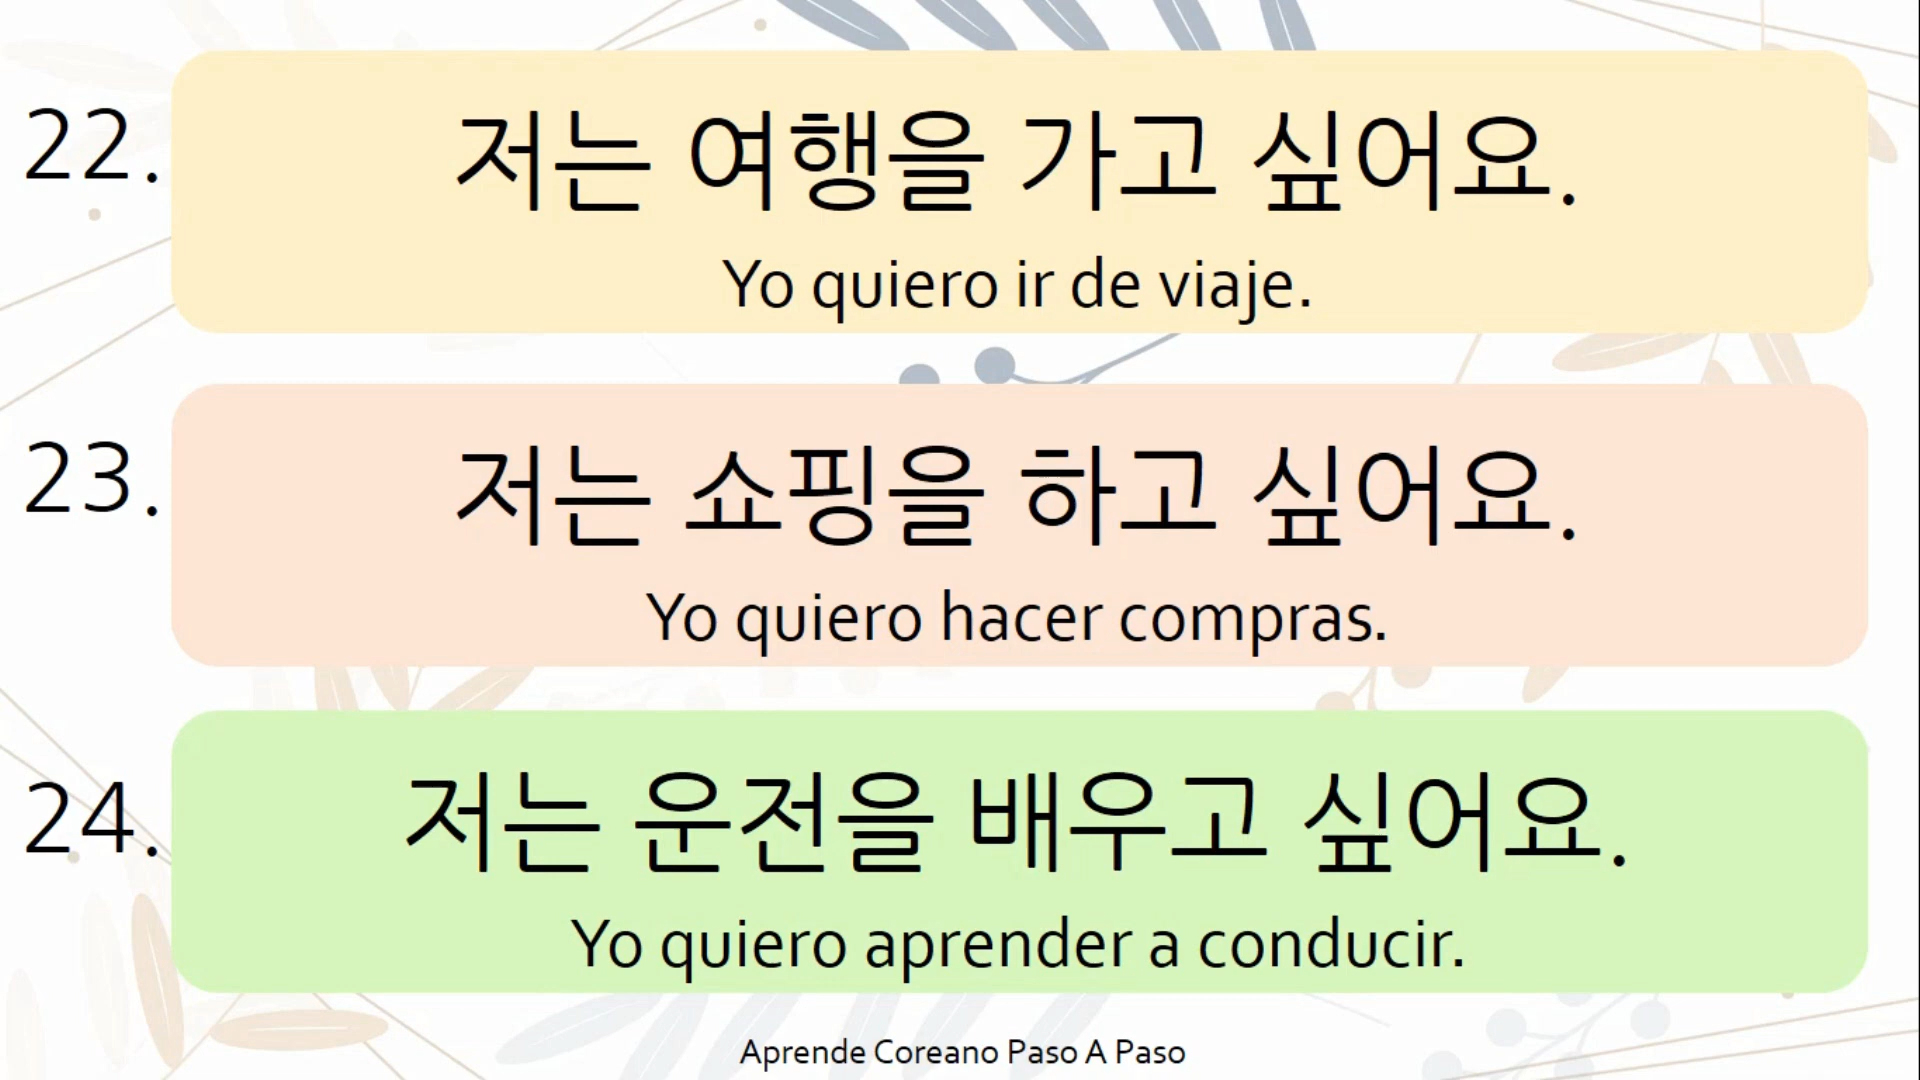 22.
저는 여행을 가고 싶어요.
Yo quiero ir de viaje.
23.
저는 쇼핑을 하고 싶어요.
Yo quiero hacer compras.
24.
저는 운전을 배우고 싶어요.
Yo quiero aprender a conducir.
Aprende Coreano Paso A Paso